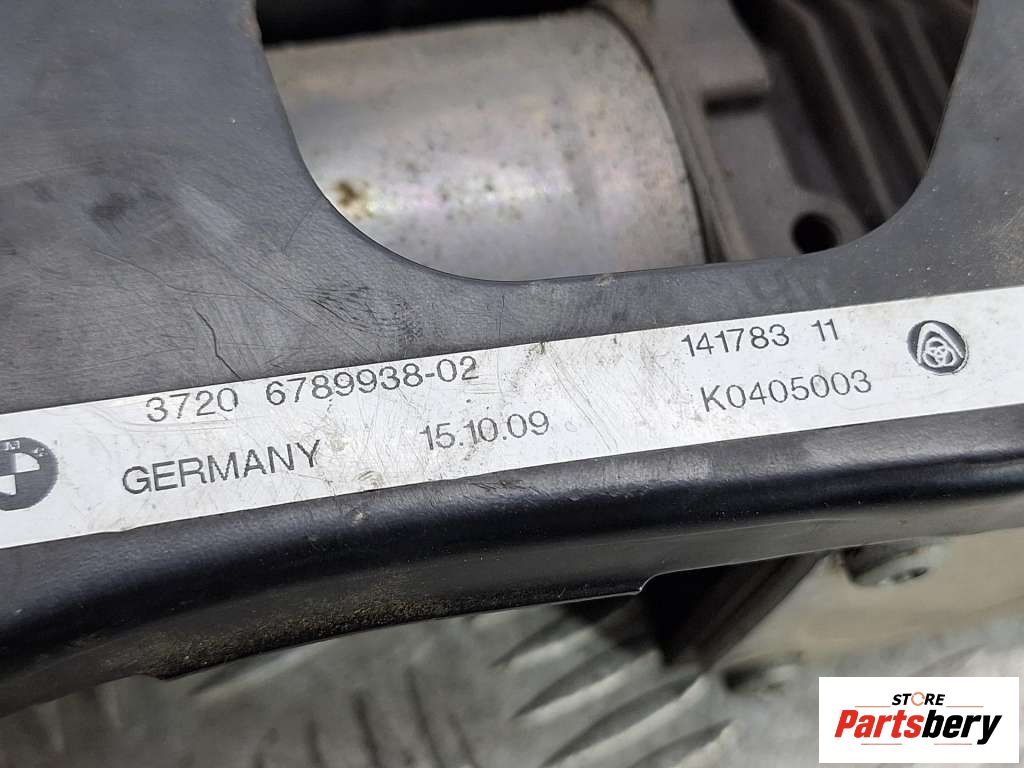 3720 6789938-02 141783 11
GERMANY 15.10.09 K0405003
STORE
Partsbery